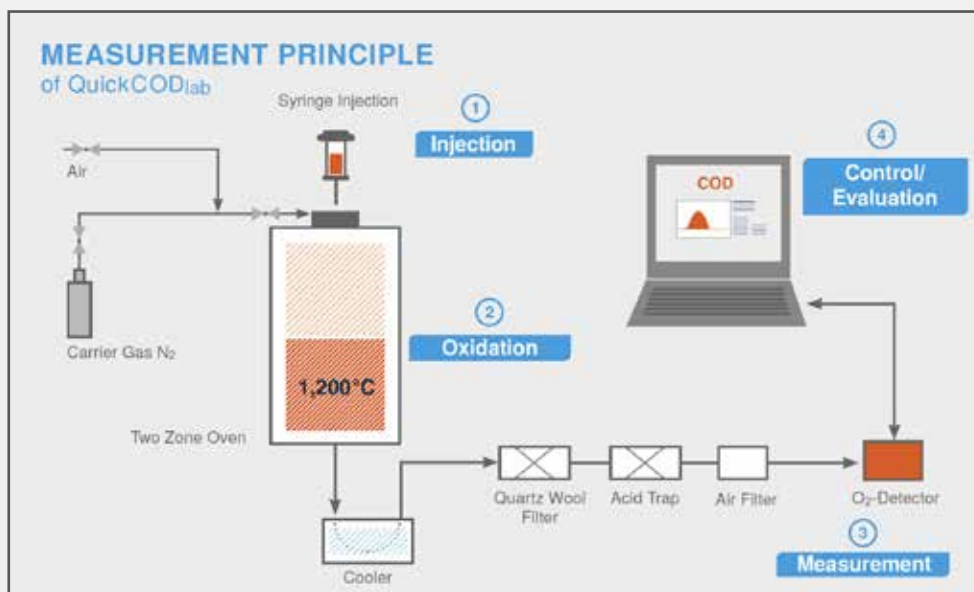 MEASUREMENT PRINCIPLE
of QuickCODlab
Syringe Injection
1
Injection
4
Control/
Evaluation
Air
COD
Carrier Gas N₂
2
Oxidation
1,200°C
Two Zone Oven
Quartz Wool
Filter
Acid Trap
Air Filter
O₂-Detector
Cooler
3
Measurement